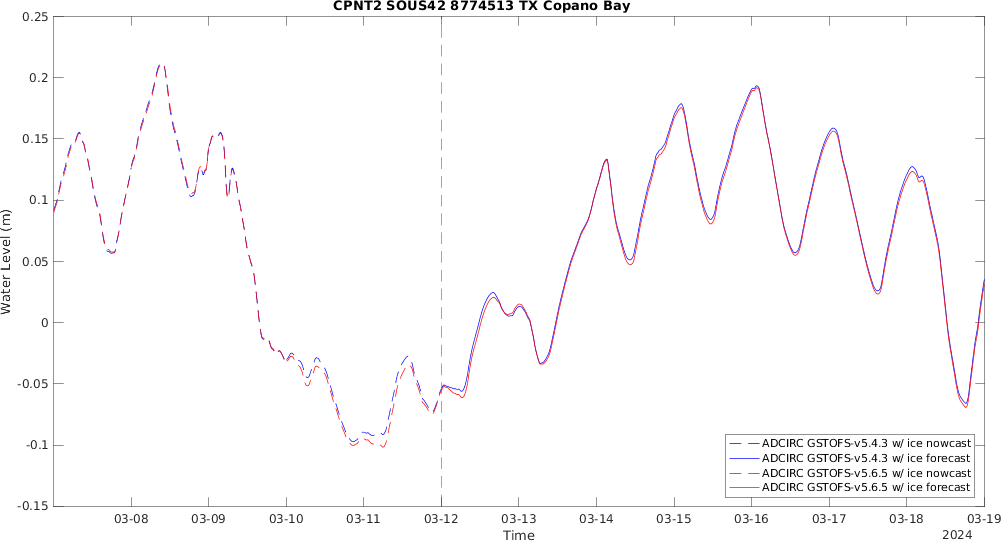 CPNT2 SOUS42 8774513 TX Copano Bay
Water Level (m)
0.25
0.2
0.15
0.1
0.05
0
-0.05
-0.1
-0.15
03-08 03-09 03-10 03-11 03-12 03-13 03-14 03-15 03-16 03-17 03-18 03-19
Time
2024
ADCIRC GSTOFS-v5.4.3 w/ ice nowcast
ADCIRC GSTOFS-v5.4.3 w/ ice forecast
ADCIRC GSTOFS-v5.6.5 w/ ice nowcast
ADCIRC GSTOFS-v5.6.5 w/ ice forecast